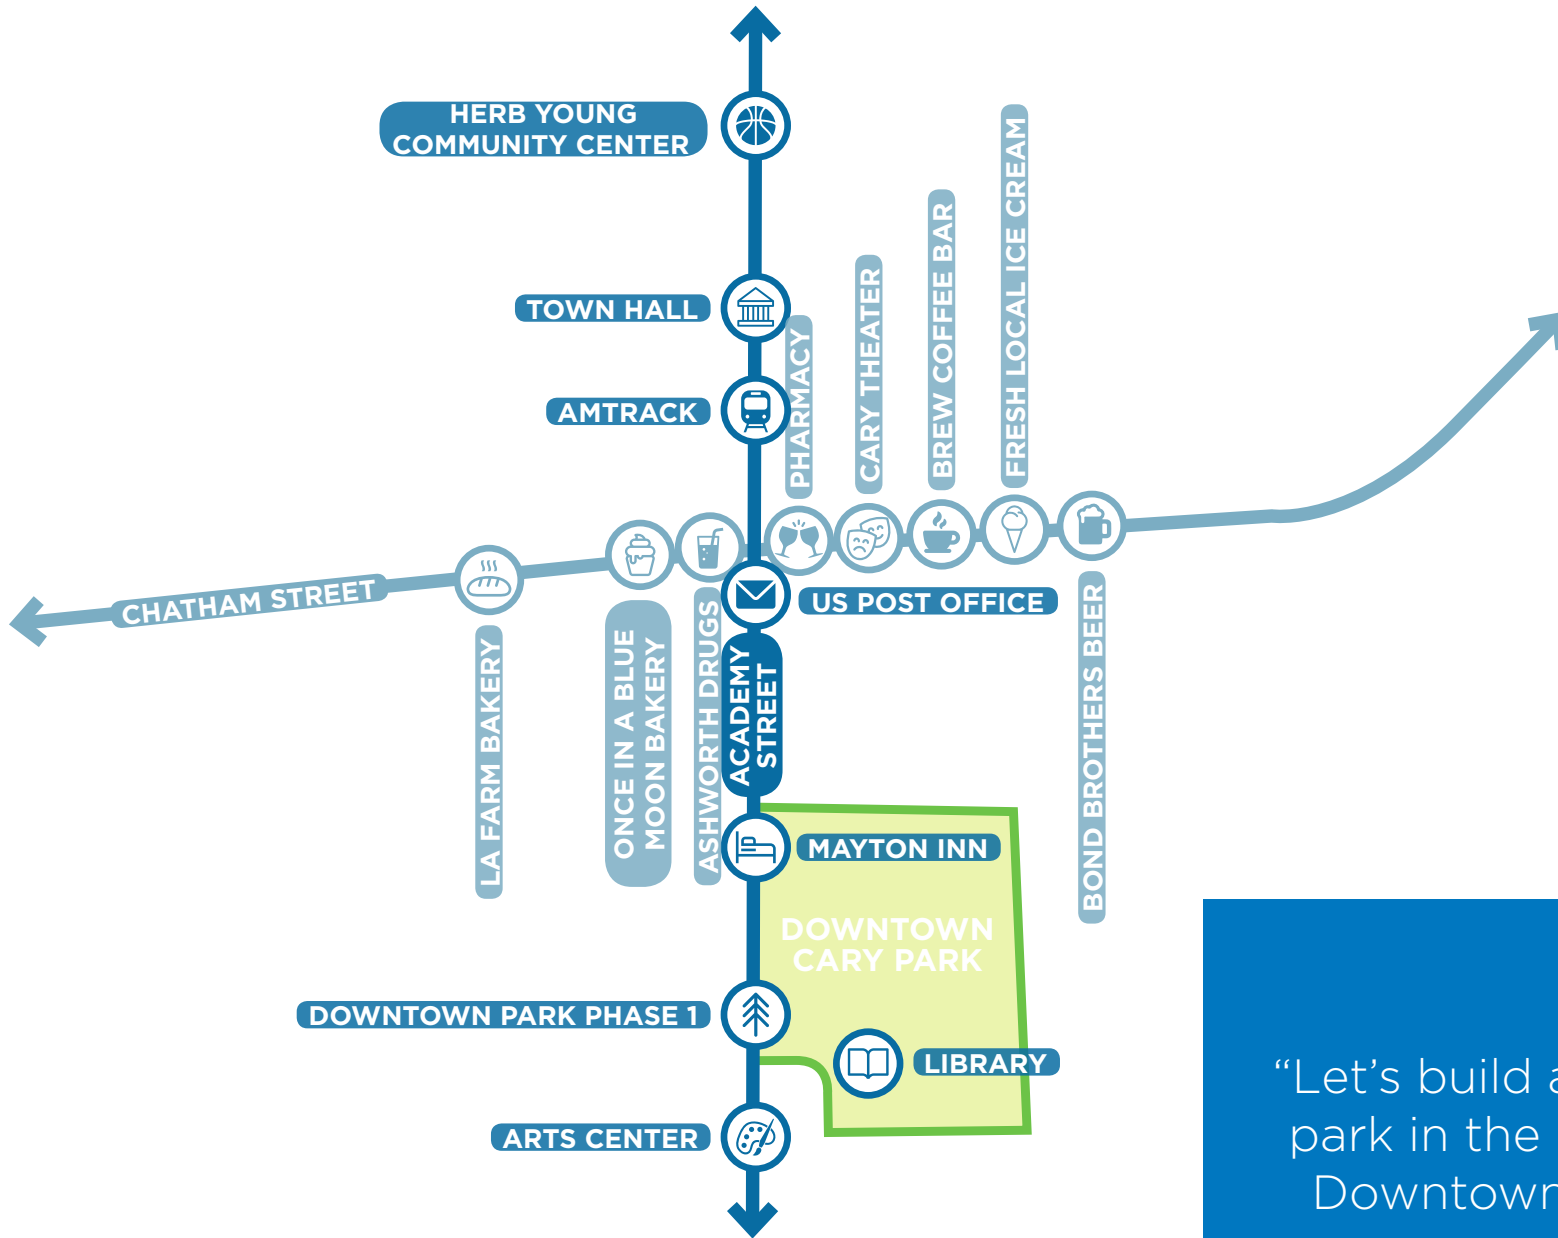 HERB YOUNG
COMMUNITY CENTER
TOWN HALL
AMTRACK
PHARMACY
CARY THEATER
BREW COFFEE BAR
FRESH LOCAL ICE CREAM
CHATHAM STREET
LA FARM BAKERY
ONCE IN A BLUE
MOON BAKERY
ASHWORTH DRUGS
US POST OFFICE
ACADEMY
STREET
BOND BROTHERS BEER
MAYTON INN
DOWNTOWN
CARY PARK
DOWNTOWN PARK PHASE 1
LIBRARY
ARTS CENTER
“Let’s build a
park in the
Downtown